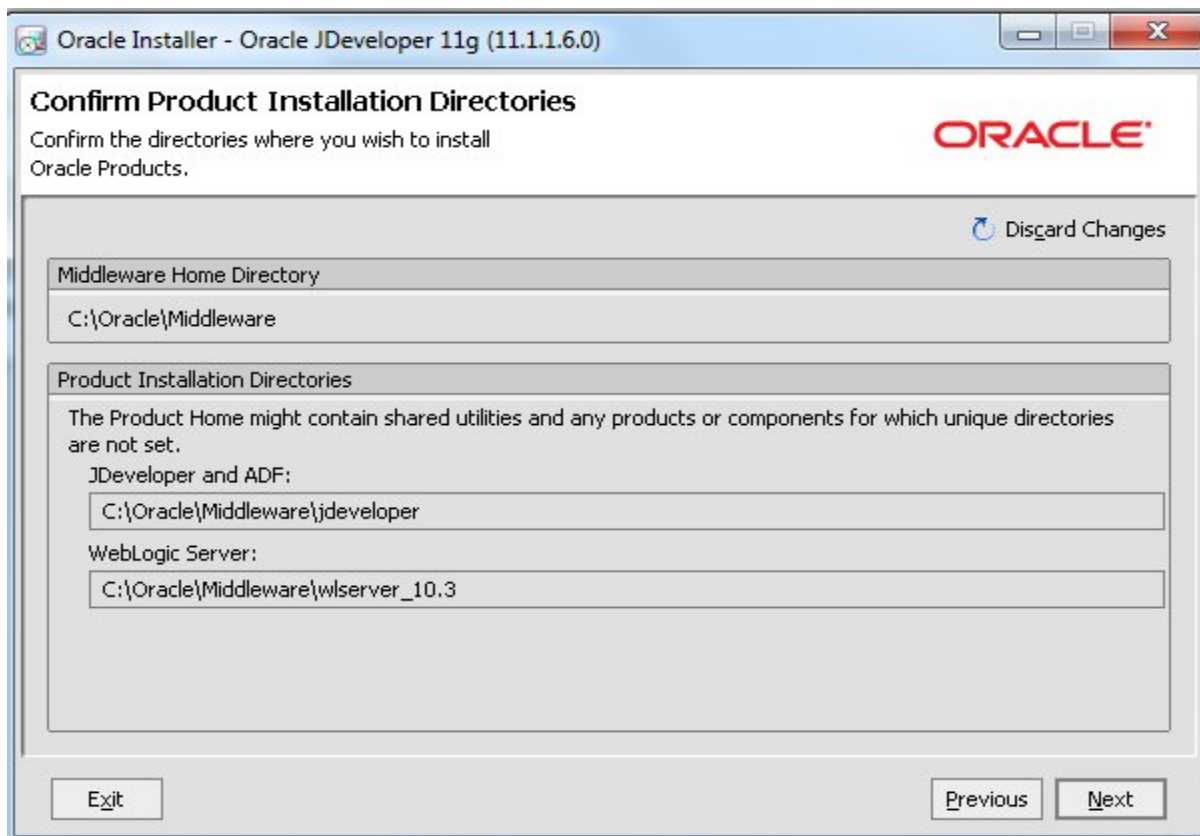 Oracle Installer - Oracle JDeveloper 11g (11.1.1.6.0)
Confirm Product Installation Directories
Confirm the directories where you wish to install
Oracle Products.
ORACLE
Discard Changes
Middleware Home Directory
C:\Oracle\Middleware
Product Installation Directories
The Product Home might contain shared utilities and any products or components for which unique directories
are not set.
JDeveloper and ADF:
C:\Oracle\Middleware\jdeveloper
WebLogic Server:
C:\Oracle\Middleware\wlserver_10.3
Exit
Previous
Next